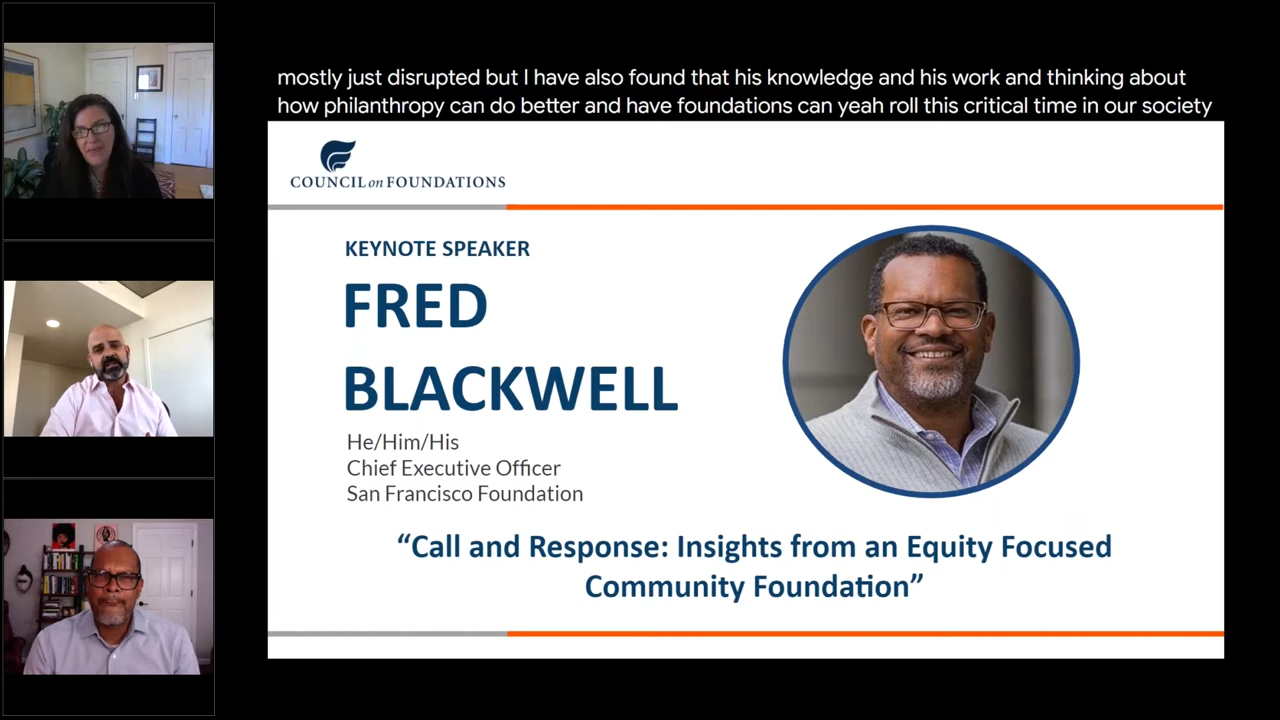 mostly just disrupted but I have also found that his knowledge and his work and thinking about
how philanthropy can do better and have foundations can yeah roll this critical time in our society
COUNCIL on FOUNDATIONS
KEYNOTE SPEAKER
FRED
BLACKWELL
He/Him/His
Chief Executive Officer
San Francisco Foundation
“Call and Response: Insights from an Equity Focused
Community Foundation”